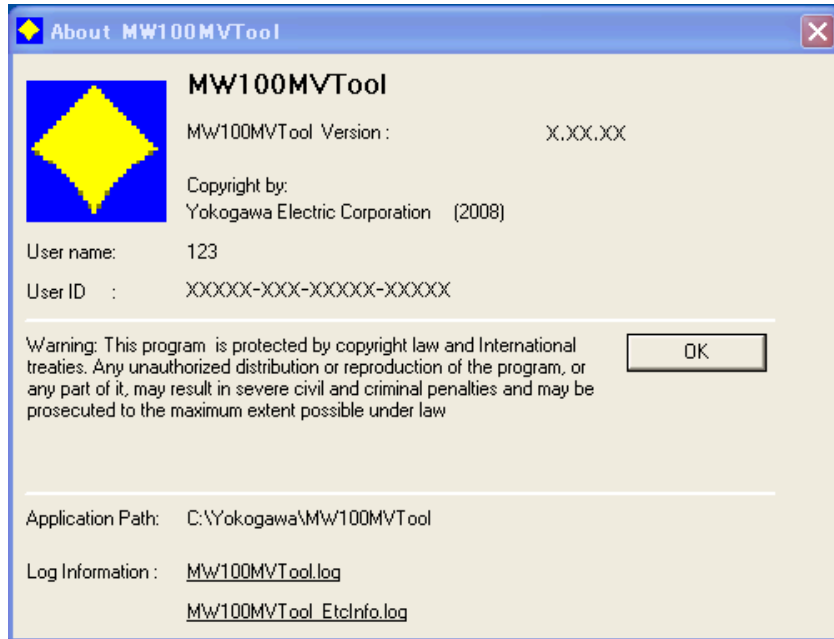 About MW100MVTool
MW100MVTool
MW100MVTool Version : X.XX.XX
Copyright by:
Yokogawa Electric Corporation (2008)
User name: 123
User ID : XXXXX-XXX-XXXXX-XXXXX
Warning: This program is protected by copyright law and International
treaties. Any unauthorized distribution or reproduction of the program, or
any part of it, may result in severe civil and criminal penalties and may be
prosecuted to the maximum extent possible under law
OK
Application Path: C:\Yokogawa\MW100MVTool
Log Information : MW100MVTool.log
MW100MVTool_EtcInfo.log